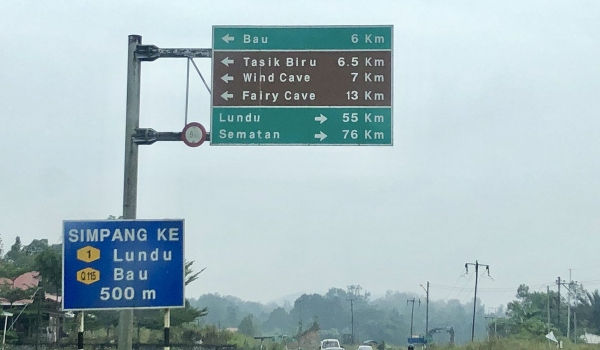 ← Bau 6 Km
← Tasik Biru 6.5 Km
← Wind Cave 7 Km
← Fairy Cave 13 Km
Lundu → 55 Km
Sematan → 76 Km
SIMPANG KE
1 Lundu
Q115 Bau
500 m